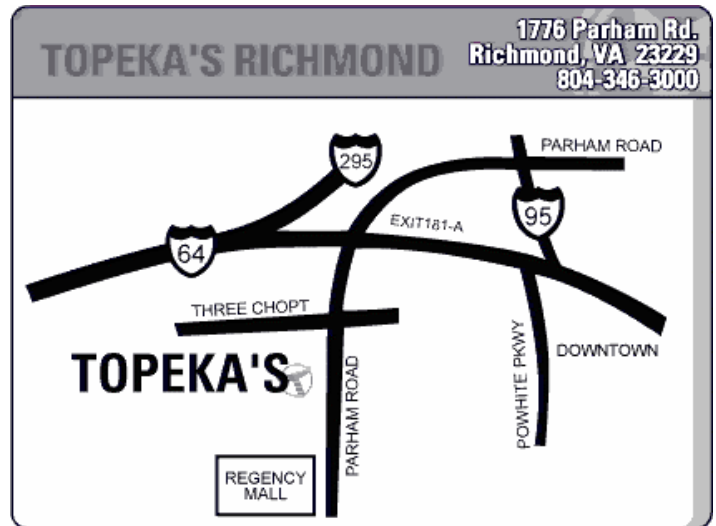 TOPEKA'S RICHMOND
1776 Parham Rd.
Richmond, VA 23229
804-346-3000
295
PARHAM ROAD
95
EXIT181-A
64
THREE CHOPT
TOPEKA'S
PARHAM ROAD
POWHITE PKWY
DOWNTOWN
REGENCY
MALL